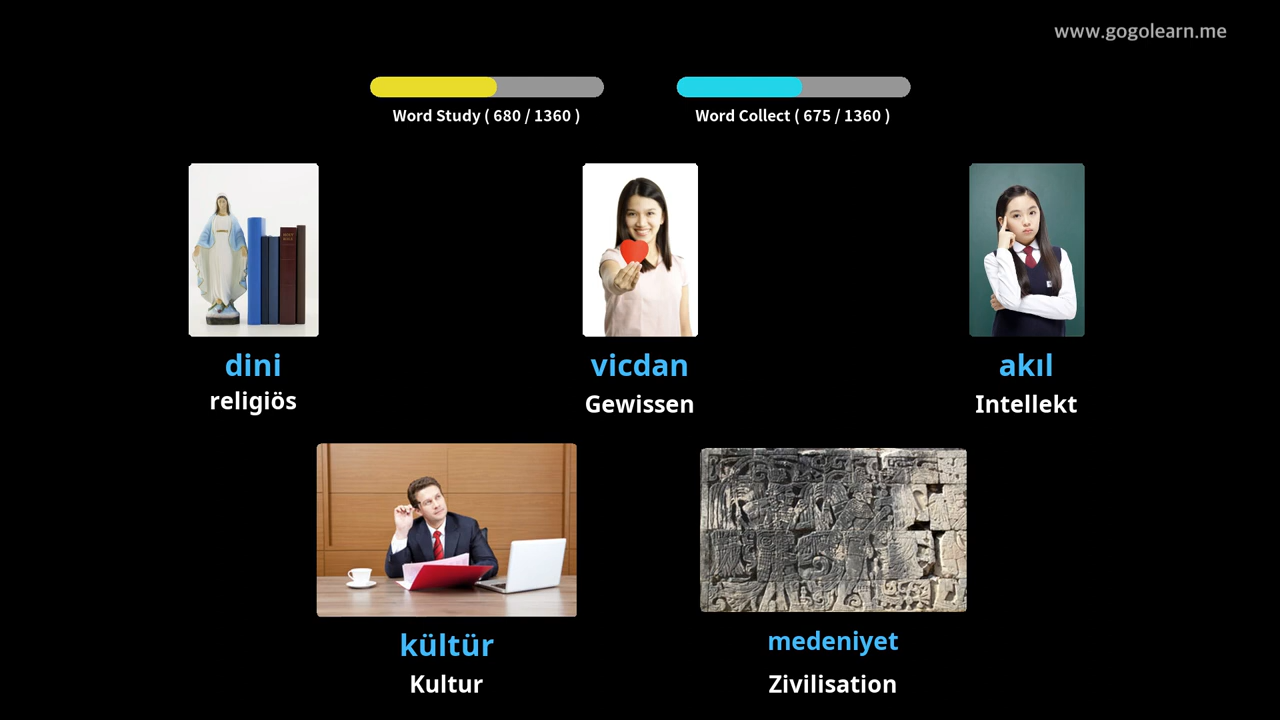 www.gogolearn.me
Word Study ( 680 / 1360 )
Word Collect ( 675 / 1360 )
dini
vicdan
akıl
religiös
Gewissen
Intellekt
kültür
medeniyet
Kultur
Zivilisation